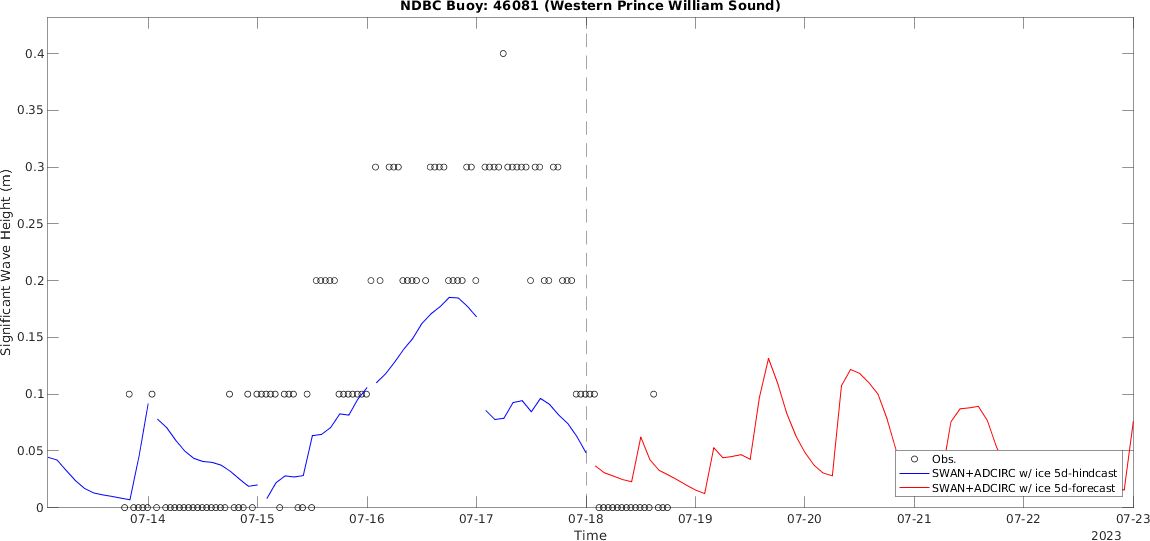 NDBC Buoy: 46081 (Western Prince William Sound)
Significant Wave Height (m)
0.4
0.35
0.3
0.25
0.2
0.15
0.1
0.05
0
Obs.
SWAN+ADCIRC w/ ice 5d-hindcast
SWAN+ADCIRC w/ ice 5d-forecast
07-14 07-15 07-16 07-17 07-18 07-19 07-20 07-21 07-22 07-23
Time
2023